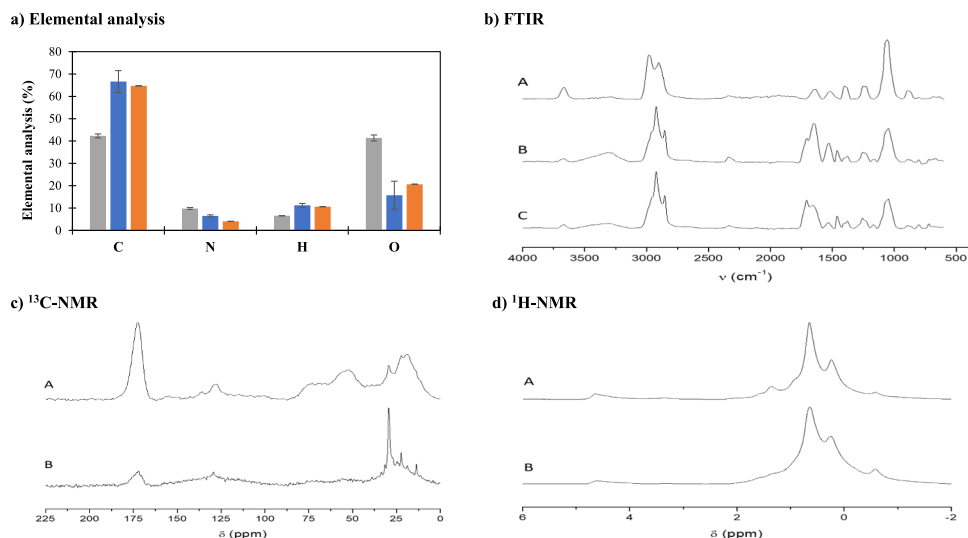 a) Elemental analysis
Elemental analysis (%)
80
70
60
50
40
30
20
10
0
C N H O
b) FTIR
A
B
C
4000 3500 3000 2500 2000 1500 1000 500
ν (cm⁻¹)
c) ¹³C-NMR
A
B
225 200 175 150 125 100 75 50 25 0
δ (ppm)
d) ¹H-NMR
A
B
6 4 2 0 -2
δ (ppm)